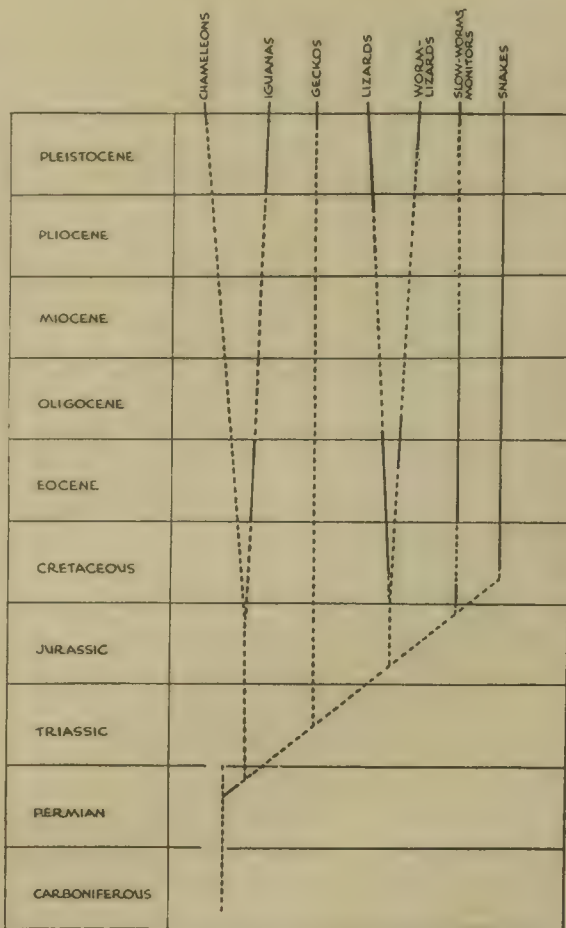 CHAMELEONS
IGUANAS
GECKOS
LIZARDS
WORM-
LIZARDS
SLOW-WORMS,
MONITORS
SNAKES
PLEISTOCENE
PLIOCENE
MIOCENE
OLIGOCENE
EOCENE
CRETACEOUS
JURASSIC
TRIASSIC
PERMIAN
CARBONIFEROUS